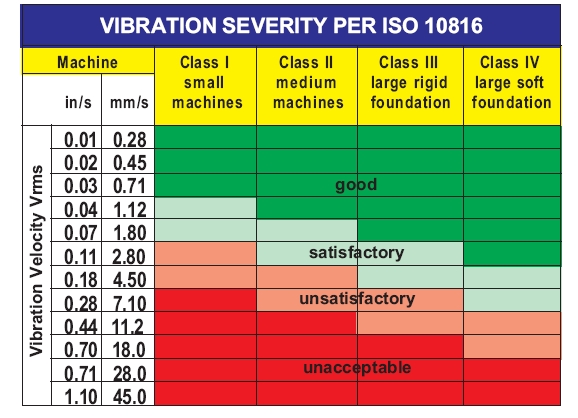 VIBRATION SEVERITY PER ISO 10816
Machine Class I Class II Class III Class IV
small medium large rigid large soft
in/s mm/s machines machines foundation foundation
Vibration Velocity Vrms
0.01 0.28
0.02 0.45
0.03 0.71 good
0.04 1.12
0.07 1.80
0.11 2.80 satisfactory
0.18 4.50
0.28 7.10 unsatisfactory
0.44 11.2
0.70 18.0
0.71 28.0 unacceptable
1.10 45.0